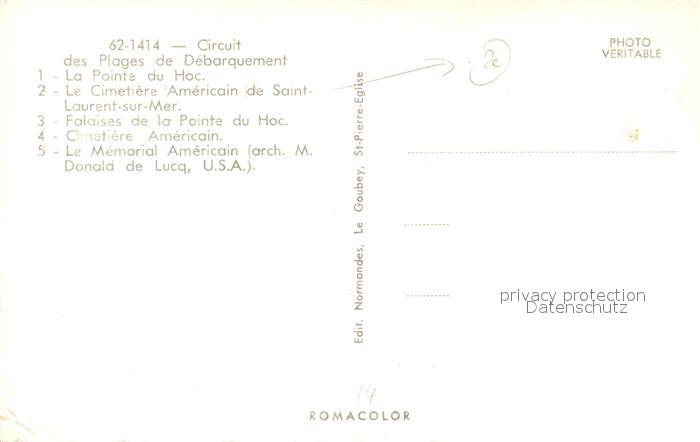 62-1414 — Circuit
des Plages de Débarquement
1 - La Pointe du Hoc.
2 - Le Cimetière Américain de Saint-
Laurent-sur-Mer.
3 - Falaises de la Pointe du Hoc.
4 - Cimetière Américain.
5 - Le Mémorial Américain (arch. M.
Donald de Lucq, U.S.A.).
2e
Edit. Normandes, Le Goubey, St-Pierre-Eglise
PHOTO
VERITABLE
privacy protection
Datenschutz
14
ROMACOLOR